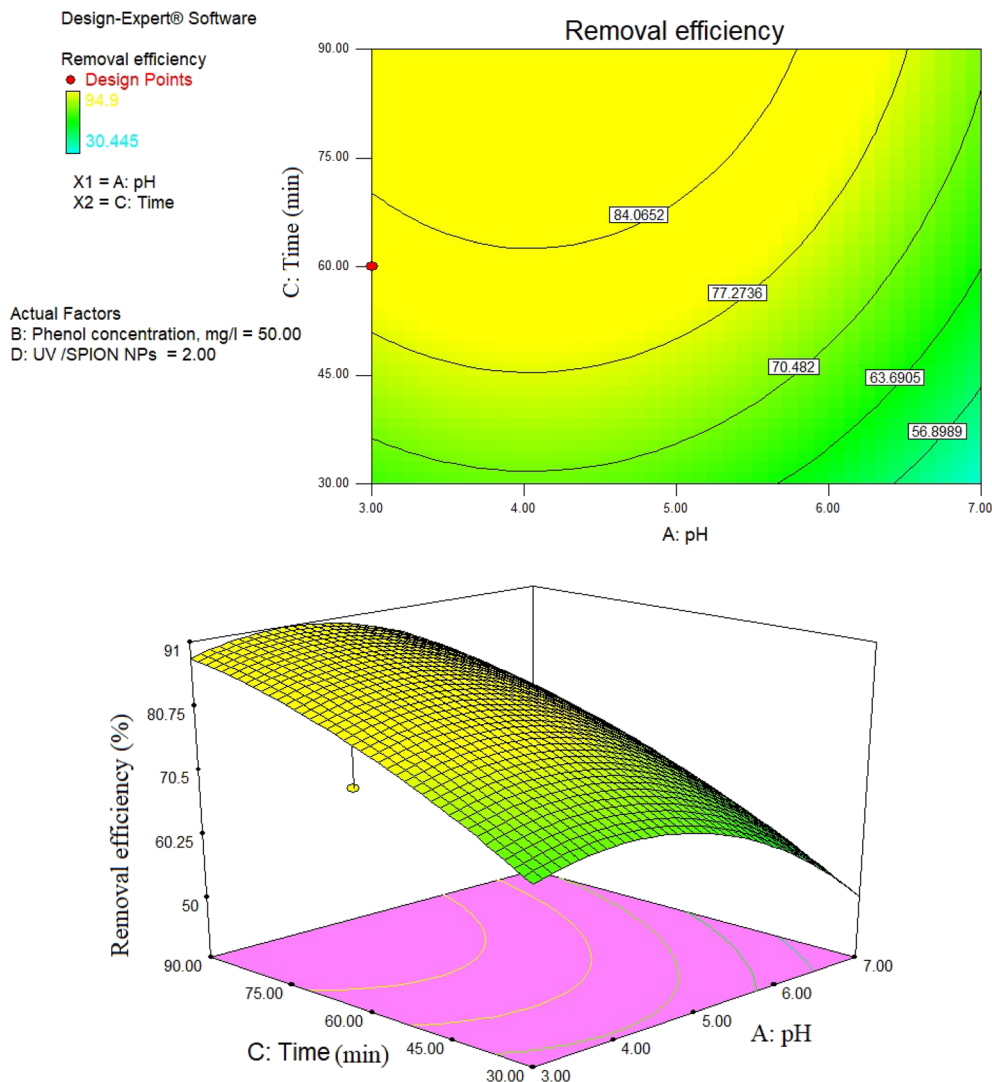 Design-Expert® Software
Removal efficiency
Design Points
94.9
30.445
X1 = A: pH
X2 = C: Time
Actual Factors
B: Phenol concentration, mg/l = 50.00
D: UV /SPION NPs = 2.00
Removal efficiency
90.00
75.00
60.00
45.00
30.00
C: Time (min)
84.0652
77.2736
70.482
63.6905
56.8989
3.00
4.00
5.00
6.00
7.00
A: pH
91
80.75
70.5
60.25
50
Removal efficiency (%)
90.00
75.00
60.00
45.00
30.00
C: Time (min)
3.00
4.00
5.00
6.00
7.00
A: pH